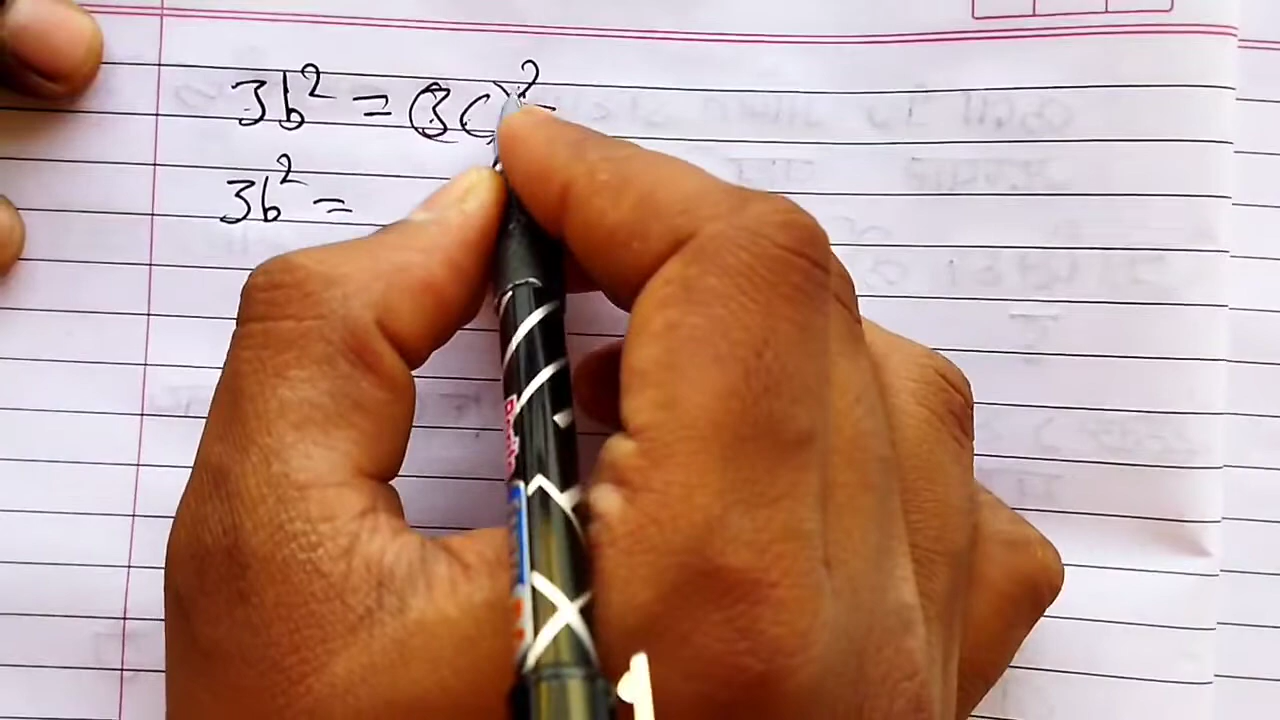 3b² = (3c)²
3b² =